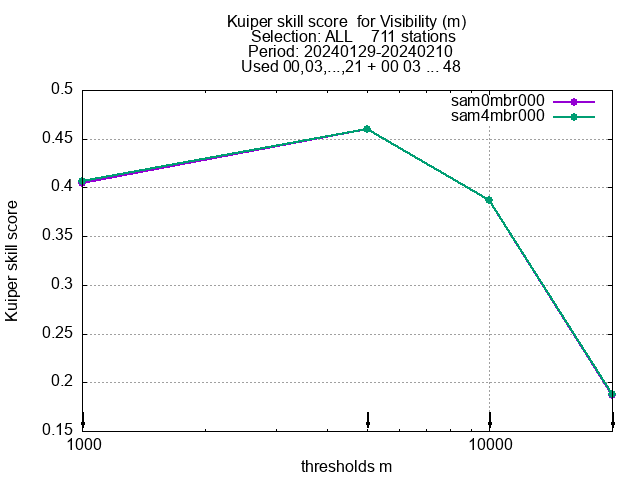 Kuiper skill score  for Visibility (m)
Selection: ALL    711 stations
Period: 20240129-20240210
Used 00,03,...,21 + 00 03 ... 48
sam0mbr000
sam4mbr000
0.5
0.45
0.4
0.35
0.3
0.25
0.2
0.15
Kuiper skill score
1000
10000
thresholds m